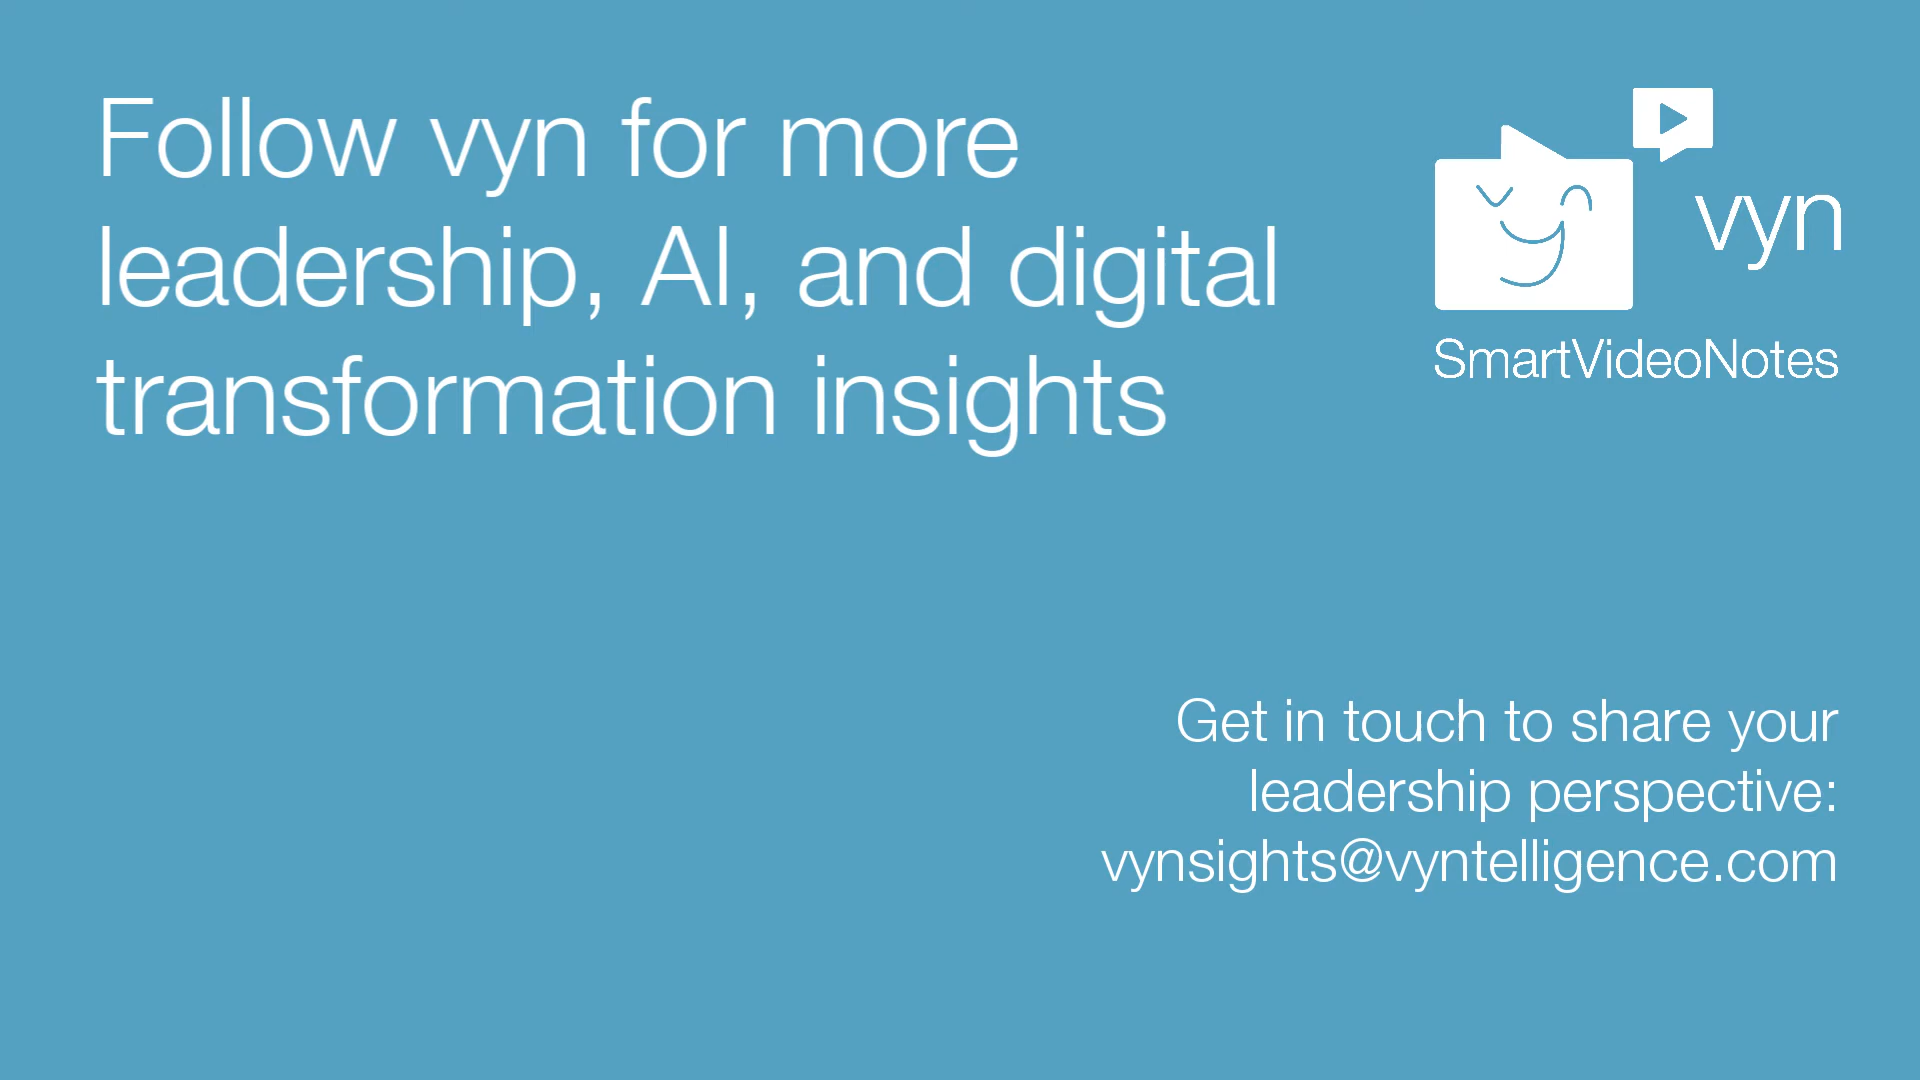 Follow vyn for more
leadership, AI, and digital
transformation insights
vyn
SmartVideoNotes
Get in touch to share your
leadership perspective:
vynsights@vyntelligence.com